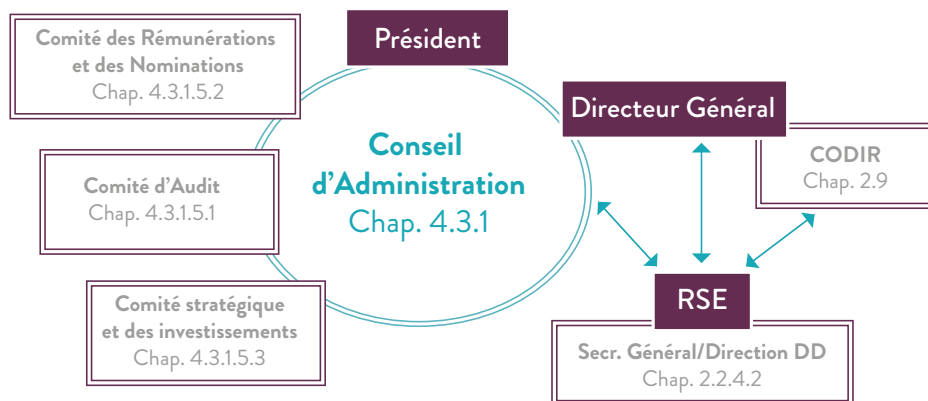 Comité des Rémunérations
et des Nominations
Chap. 4.3.1.5.2
Président
Directeur Général
Conseil
d’Administration
Chap. 4.3.1
CODIR
Chap. 2.9
Comité d’Audit
Chap. 4.3.1.5.1
Comité stratégique
et des investissements
Chap. 4.3.1.5.3
RSE
Secr. Général/Direction DD
Chap. 2.2.4.2